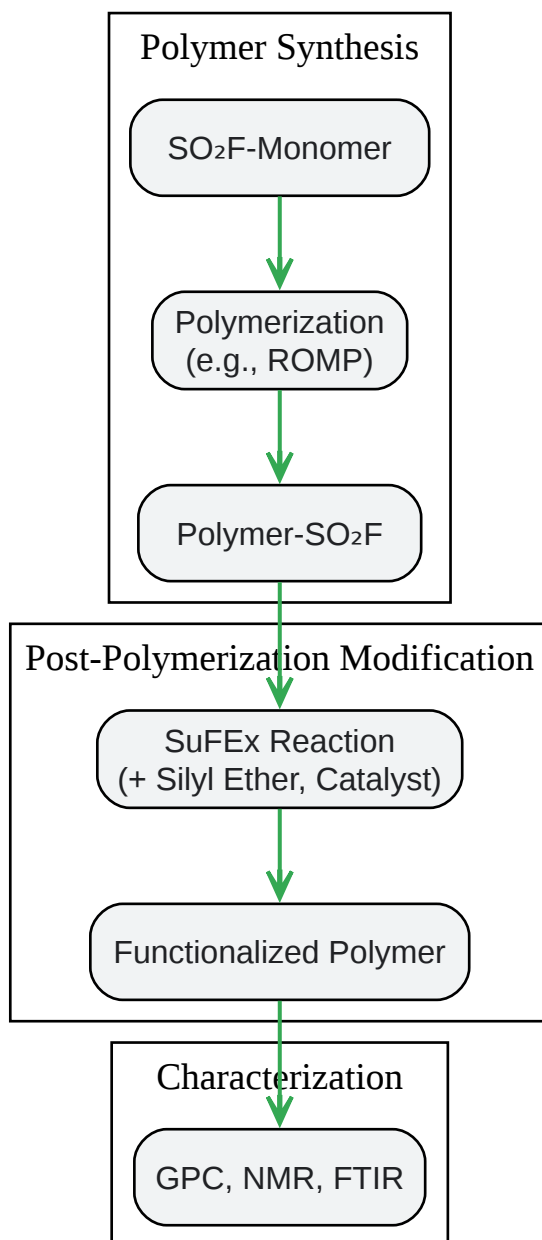 Polymer Synthesis
SO₂F-Monomer
Polymerization
(e.g., ROMP)
Polymer-SO₂F
Post-Polymerization Modification
SuFEx Reaction
(+ Silyl Ether, Catalyst)
Functionalized Polymer
Characterization
GPC, NMR, FTIR